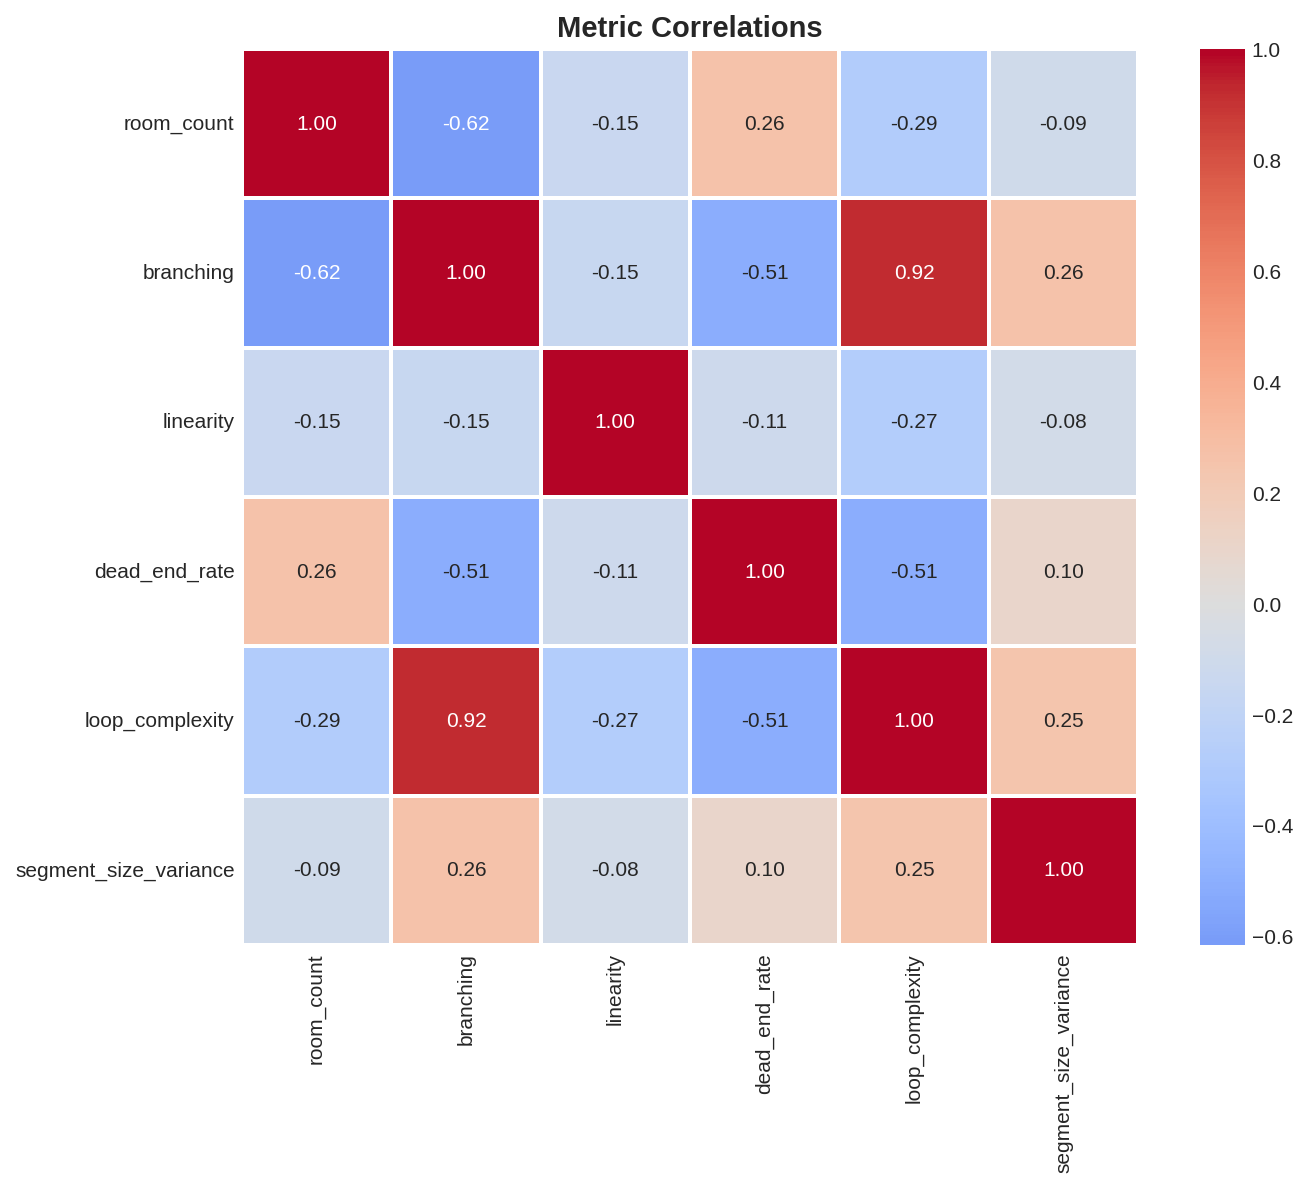 Metric Correlations
room_count 1.00 -0.62 -0.15 0.26 -0.29 -0.09
branching -0.62 1.00 -0.15 -0.51 0.92 0.26
linearity -0.15 -0.15 1.00 -0.11 -0.27 -0.08
dead_end_rate 0.26 -0.51 -0.11 1.00 -0.51 0.10
loop_complexity -0.29 0.92 -0.27 -0.51 1.00 0.25
segment_size_variance -0.09 0.26 -0.08 0.10 0.25 1.00
room_count
branching
linearity
dead_end_rate
loop_complexity
segment_size_variance
1.0
0.8
0.6
0.4
0.2
0.0
−0.2
−0.4
−0.6